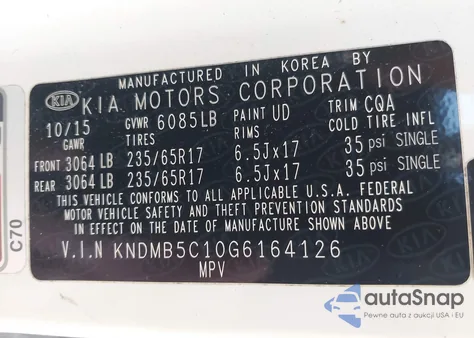 MANUFACTURED IN KOREA BY
KIA KIA MOTORS CORPORATION
10/15 GVWR 6085LB PAINT UD TRIM CQA
GAWR TIRES RIMS COLD TIRE INFL
FRONT 3064 LB 235/65R17 6.5Jx17 35 psi SINGLE
REAR 3064 LB 235/65R17 6.5Jx17 35 psi SINGLE
THIS VEHICLE CONFORMS TO ALL APPLICABLE U.S.A. FEDERAL
MOTOR VEHICLE SAFETY AND THEFT PREVENTION STANDARDS
IN EFFECT ON THE DATE OF MANUFACTURE SHOWN ABOVE.
V.I.N KNDMB5C10G6164126
MPV
C70
autoSnap
Pewne auta z aukcji USA i EU